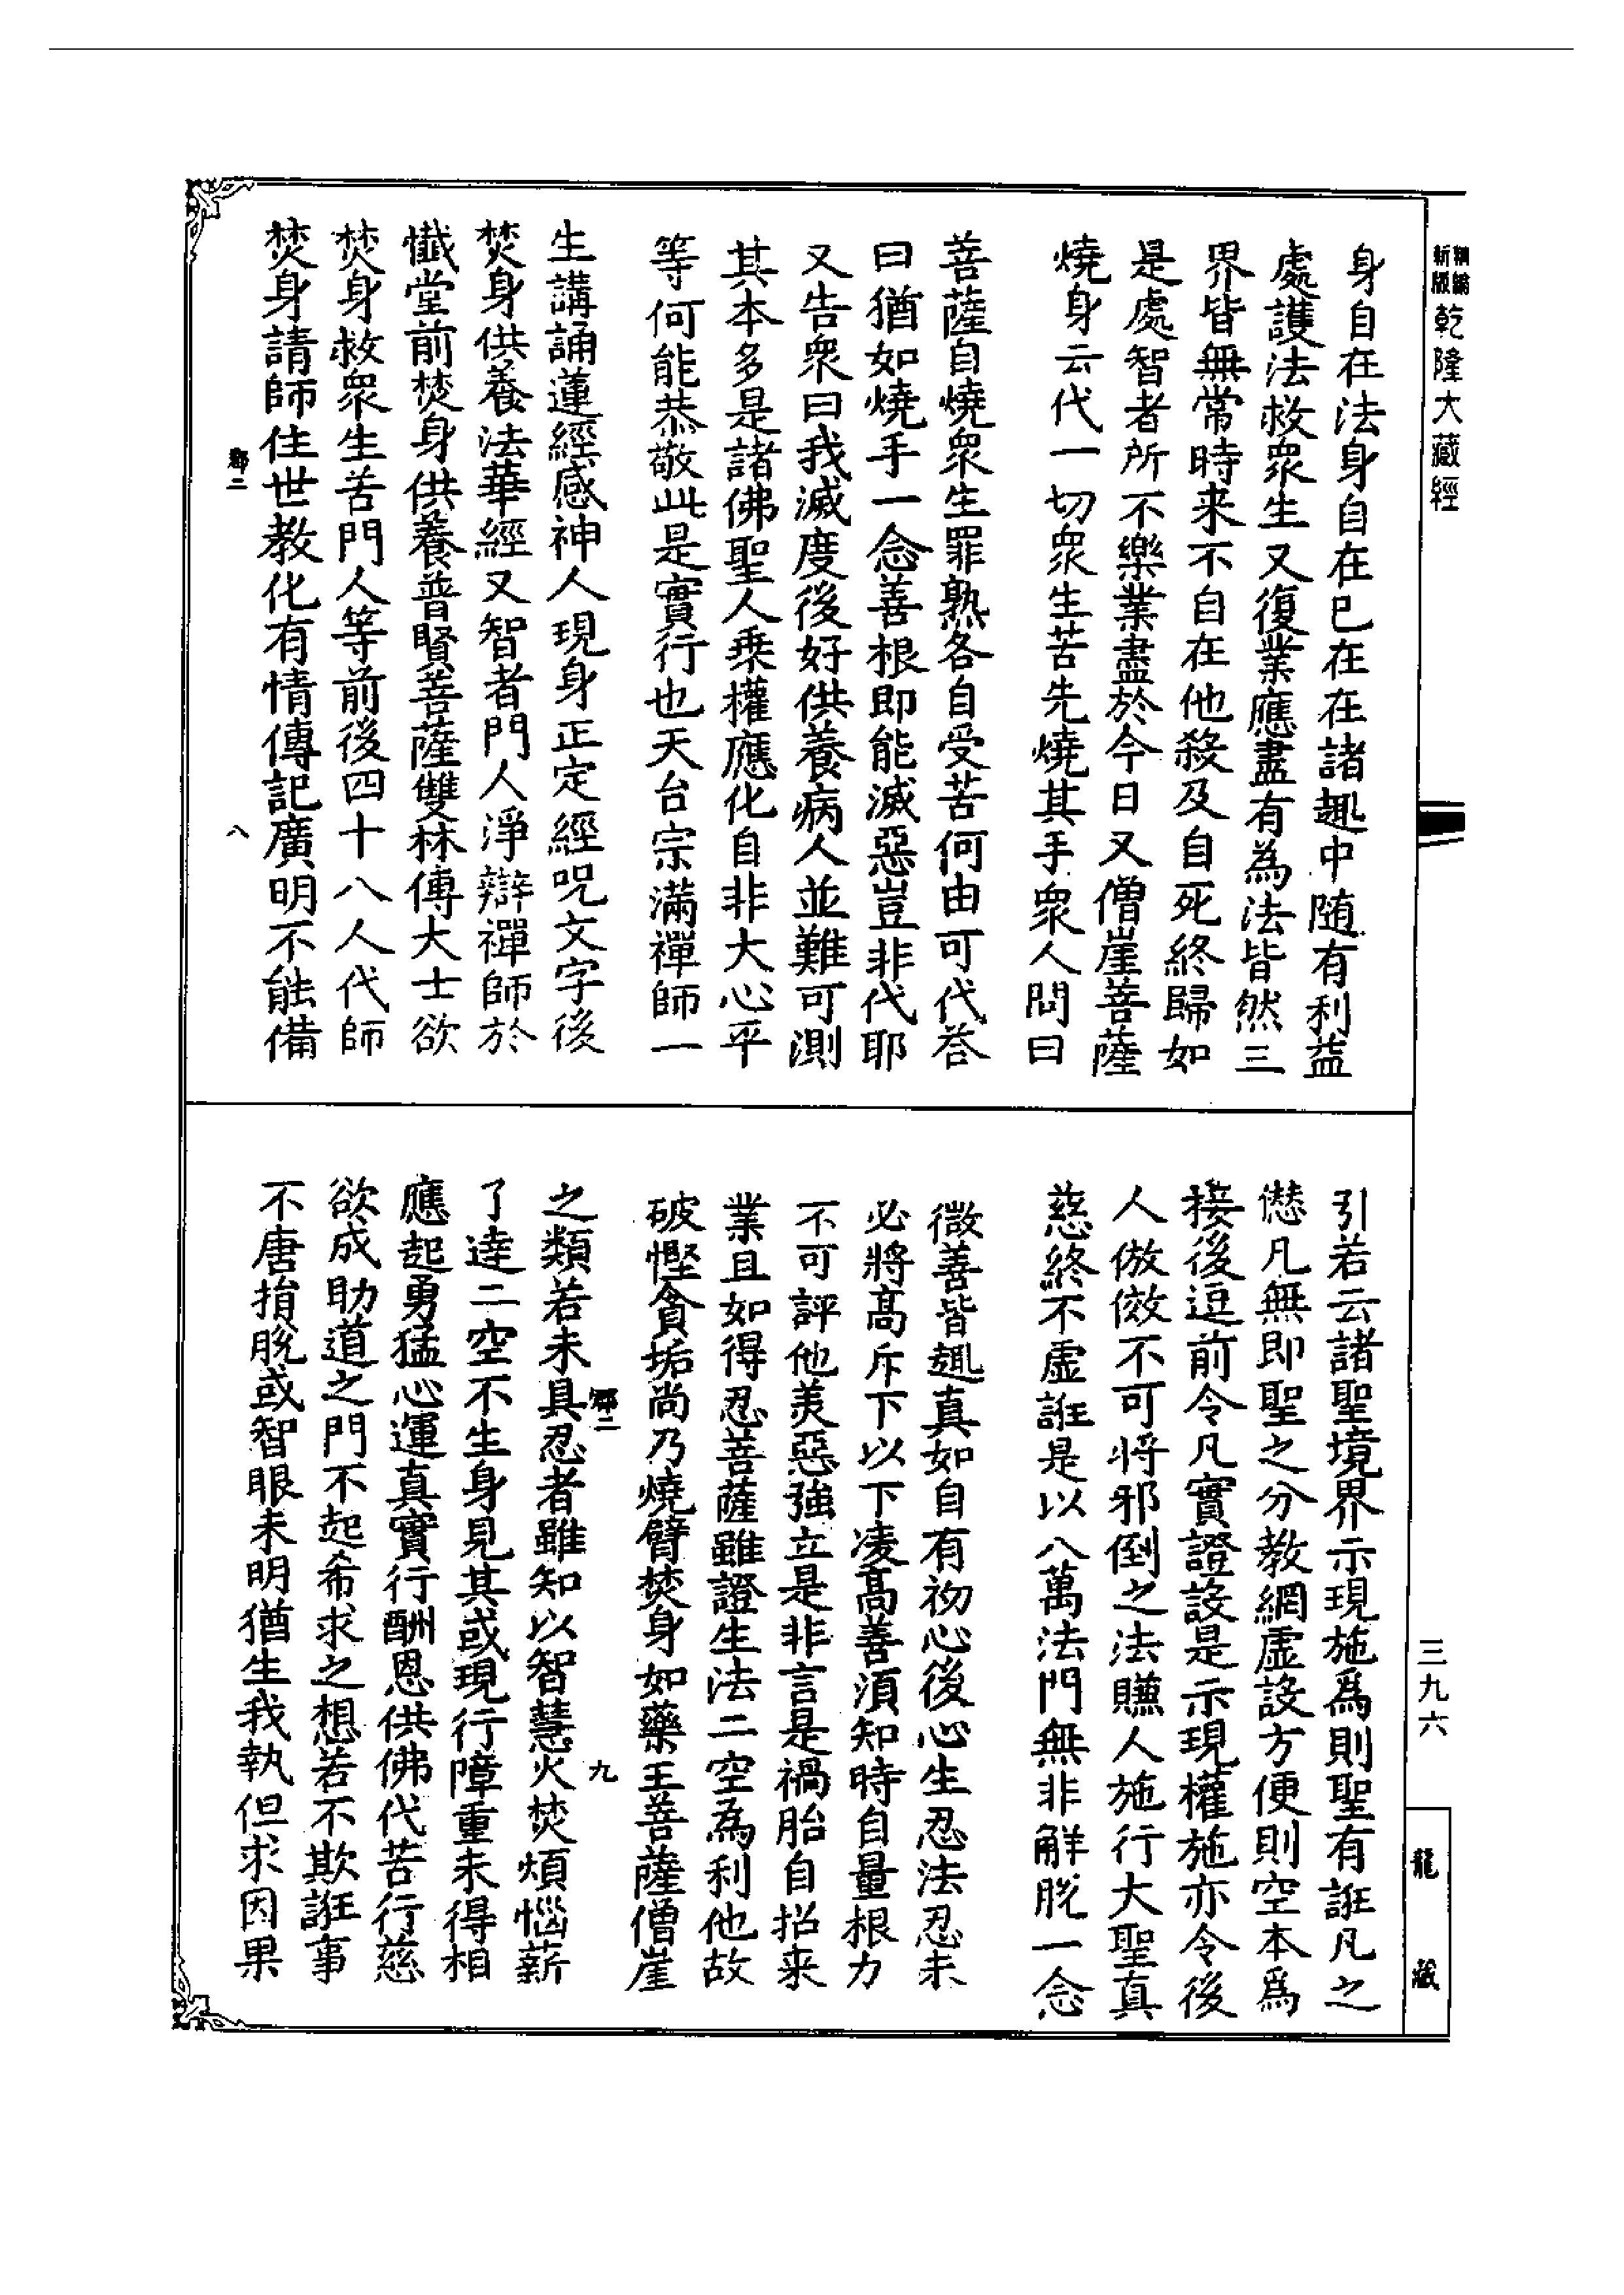 新編
新版
乾隆大藏經
身自在法身自在巳在在諸趣中随有利益
處護法救衆生又復業應盡有為法皆然三
界皆無常時来不自在他殺及自死終歸如
是處智者所不樂業盡於今日又僧崖菩薩
燒身云代一切衆生苦先燒其手衆人問曰
菩薩自燒衆生罪熟各自受苦何由可代荅
曰猶如燒手一念善根即能滅惡豈非代耶
又告衆曰我滅度後好供養病人並難可測
其本多是諸佛聖人乘權應化自非大心平
等何能恭敬此是實行也天台宗滿禪師一
生講誦蓮經感神人現身正定經呪文字後
焚身供養法華經又智者門人淨辯禪師於
懺堂前焚身供養普賢菩薩雙林傅大士欲
焚身救衆生苦門人等前後四十八人代師
焚身請師住世教化有情傳記廣明不能備
鄉二
八
引若云諸聖境界示現施為則聖有誑凡之
愆凡無即聖之分教網虛設方便則空本爲
接後逗前令凡實證設是示現權施亦令後
人倣傚不可將邪倒之法賺人施行大聖真
慈終不虛誑是以八萬法門無非解脫一念
微善皆趣真如自有初心後心生忍法忍未
必將髙斥下以下凌髙善須知時自量根力
不可評他美惡強立是非言是禍胎自招来
業且如得忍菩薩雖證生法二空為利他故
破慳貪垢尚乃燒臂焚身如藥王菩薩僧崖
之類若未具忍者雖知以智慧火焚煩惱薪
鄉二
九
了達二空不生身見其或現行障重未得相
應起勇猛心運真實行酬恩供佛代苦行慈
欲成助道之門不起希求之想若不欺誑事
不唐捐脫或智眼未明猶生我執但求因果
三九六
龍藏